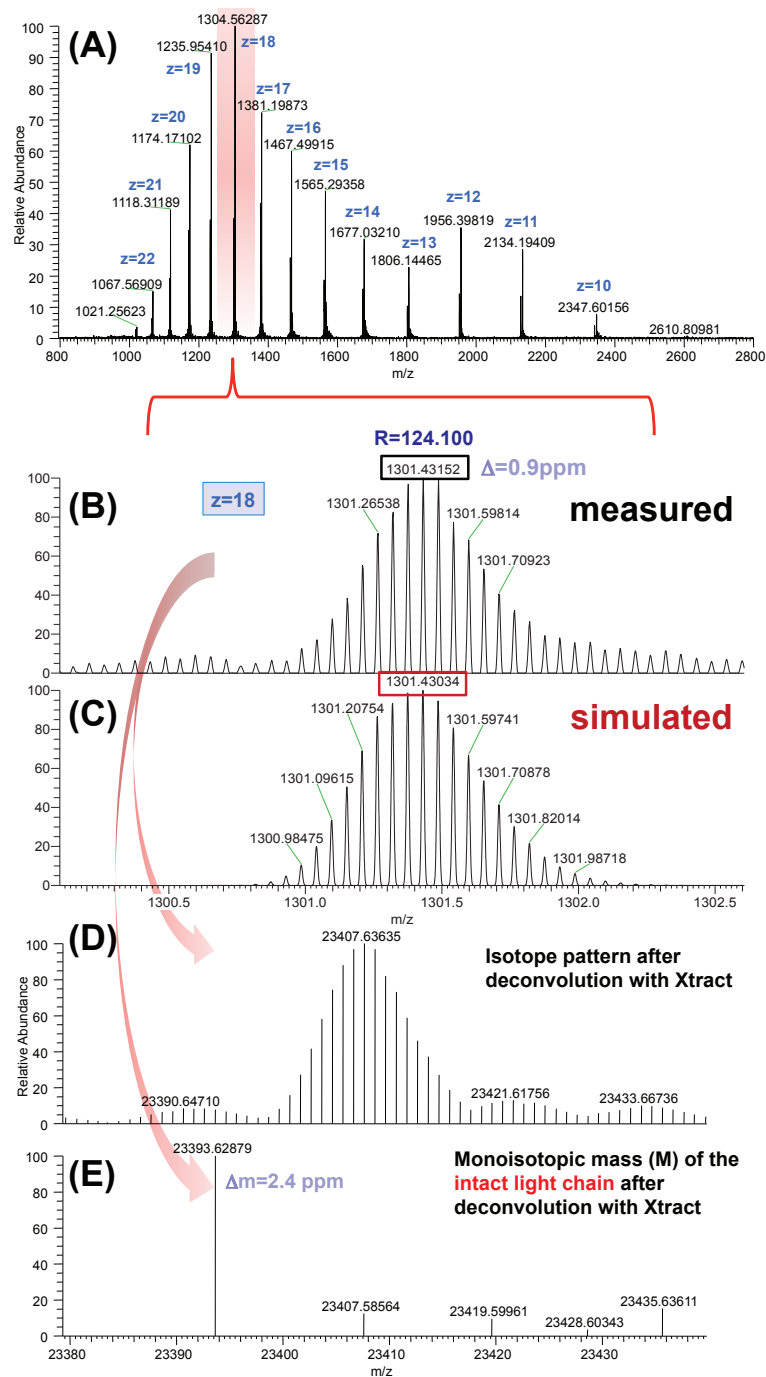 (A)
1304.56287
z=18
1235.95410
z=19
z=17
1381.19873
z=20
1174.17102
z=16
1467.49915
z=15
1565.29358
z=21
1118.31189
z=14
1677.03210
z=13
1806.14465
z=12
1956.39819
z=11
2134.19409
z=22
1067.56909
1021.25623
z=10
2347.60156
2610.80981
Relative Abundance
100
90
80
70
60
50
40
30
20
10
0
800 1000 1200 1400 1600 1800 2000 2200 2400 2600 2800
m/z
R=124.100
(B)
z=18
1301.43152
Δ=0.9ppm
measured
1301.26538
1301.59814
1301.70923
100
80
60
40
20
0
(C)
1301.43034
simulated
1301.20754
1301.59741
1301.09615
1301.70878
1300.98475
1301.82014
1301.98718
100
80
60
40
20
0
1300.5 1301.0 1301.5 1302.0 1302.5
m/z
(D)
23407.63635
Isotope pattern after
deconvolution with Xtract
23390.64710
23421.61756
23433.66736
Relative Abundance
100
80
60
40
20
0
(E)
23393.62879
Δm=2.4 ppm
Monoisotopic mass (M) of the
intact light chain after
deconvolution with Xtract
23407.58564
23419.59961
23428.60343
23435.63611
100
80
60
40
20
0
23380 23390 23400 23410 23420 23430
m/z